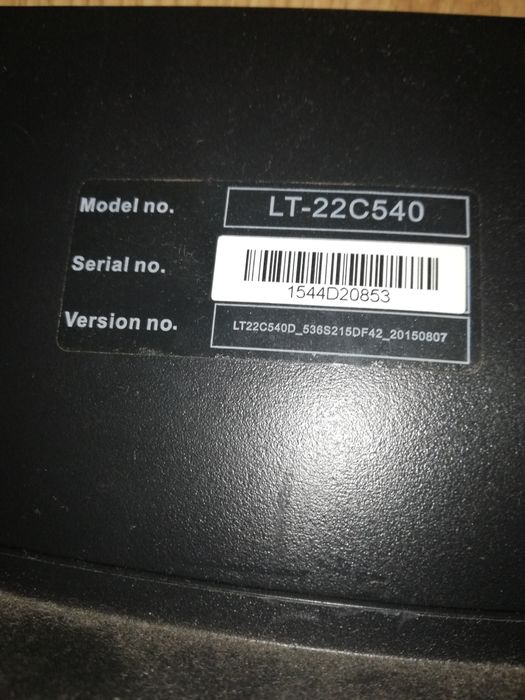 Model no. LT-22C540
Serial no. 1544D20853
Version no. LT22C540D_536S215DF42_20150807